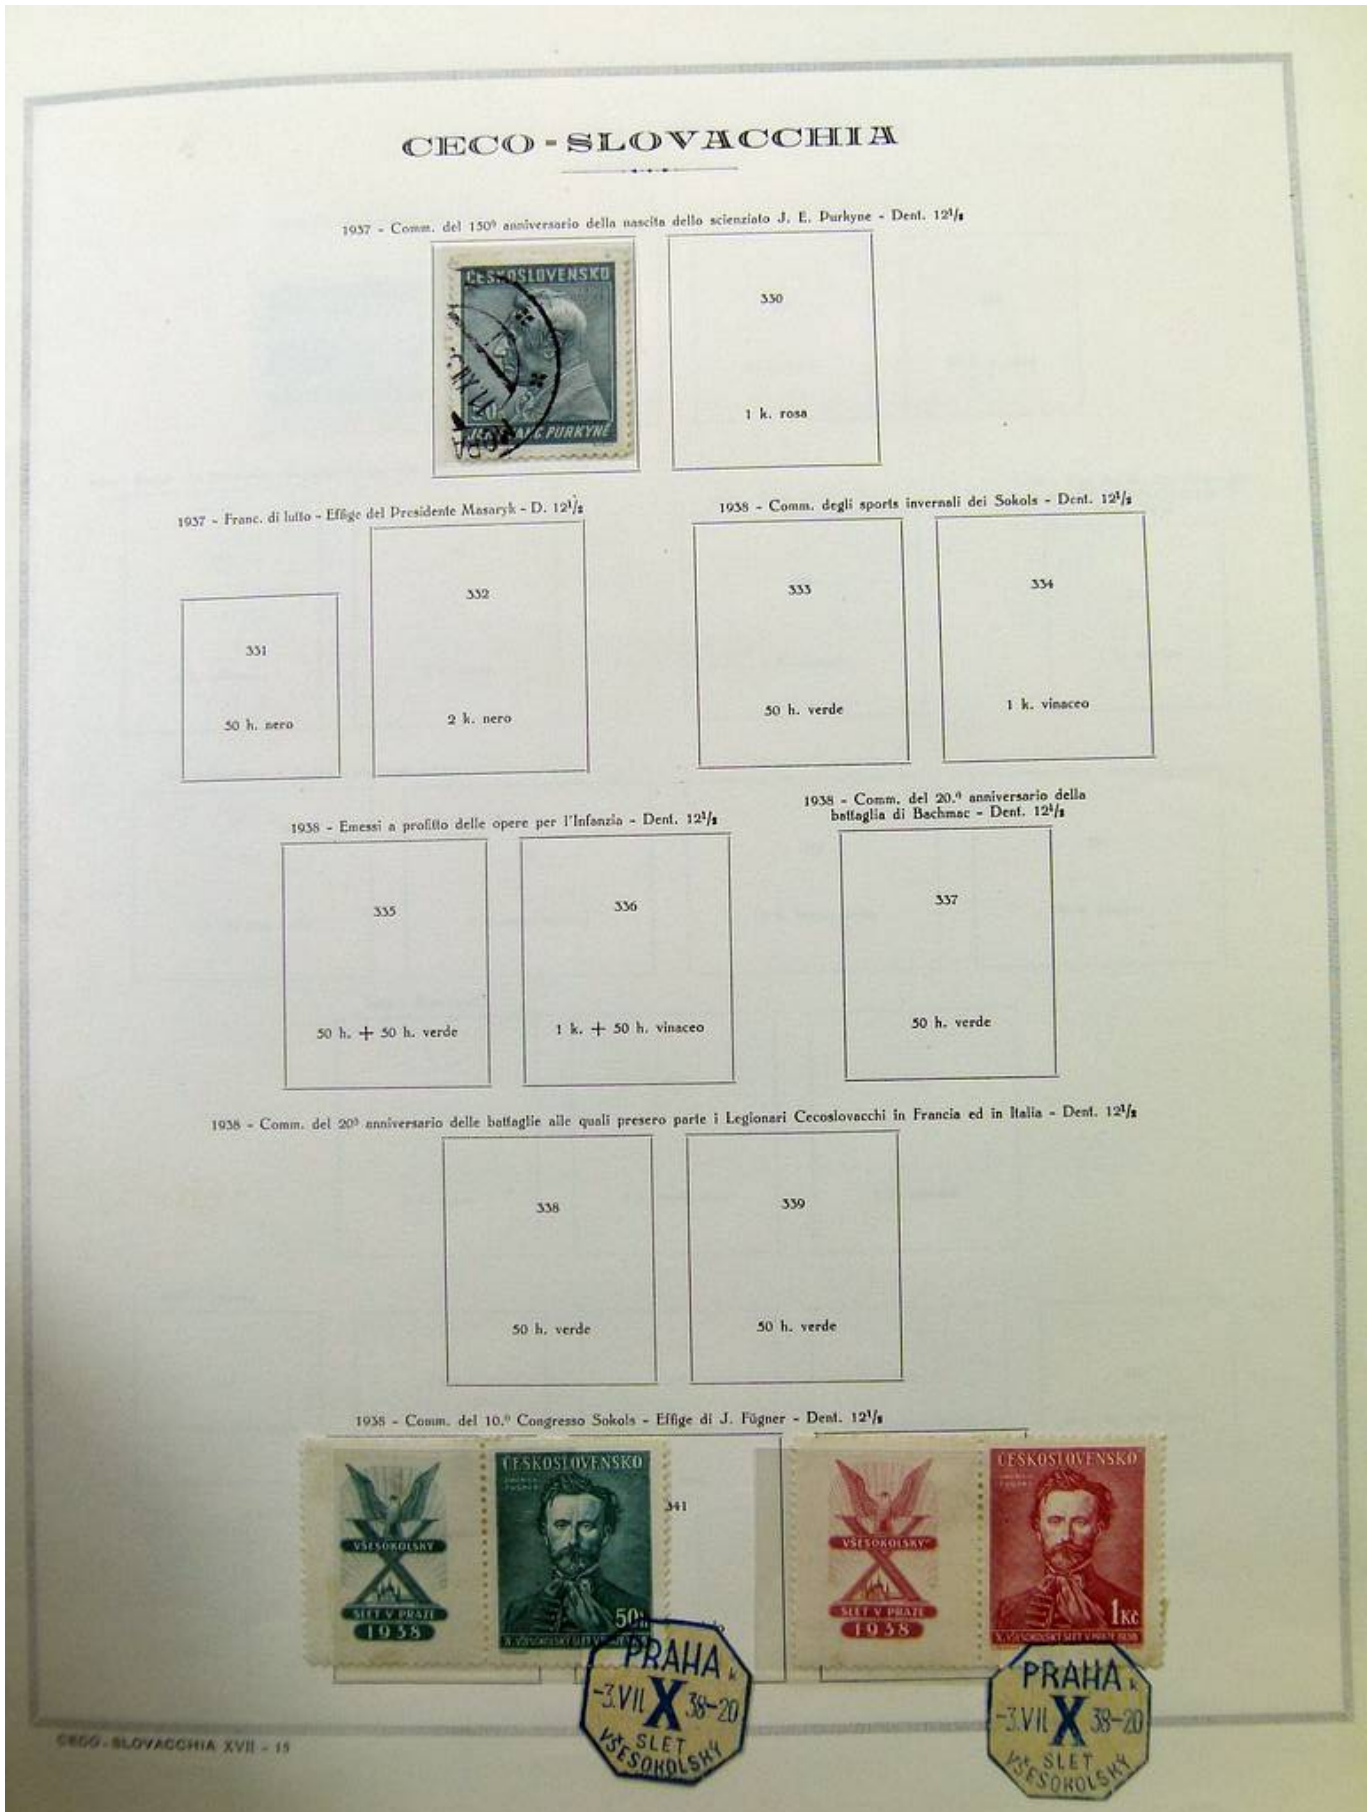 CECO - SLOVACCHIA
1937 - Comm. del 150º anniversario della nascita dello scienziato J. E. Purkyne - Dent. 12½
ČESKOSLOVENSKO
PURKYNĚ
330
1 k. rosa
1937 - Franc. di lutto - Effige del Presidente Masaryk - D. 12½
1938 - Comm. degli sports invernali dei Sokols - Dent. 12½
331
50 h. nero
332
2 k. nero
333
50 h. verde
334
1 k. vinaceo
1938 - Emessi a profitto delle opere per l'Infanzia - Dent. 12½
1938 - Comm. del 20.º anniversario della
battaglia di Bachmac - Dent. 12½
335
50 h. + 50 h. verde
336
1 k. + 50 h. vinaceo
337
50 h. verde
1938 - Comm. del 20º anniversario delle battaglie alle quali presero parte i Legionari Cecoslovacchi in Francia ed in Italia - Dent. 12½
338
50 h. verde
339
50 h. verde
1938 - Comm. del 10.º Congresso Sokols - Effige di J. Fügner - Dent. 12½
X
VŠESOKOLSKÝ
SLET V PRAZE
1938
ČESKOSLOVENSKO
50h
341
X
VŠESOKOLSKÝ
SLET V PRAZE
1938
ČESKOSLOVENSKO
1Kč
X. VŠESOKOLSKÝ SLET V PRAZE 1938
PRAHA
-3.VII X 38-20
SLET
VŠESOKOLSKÝ
PRAHA
-3.VII X 38-20
SLET
VŠESOKOLSKÝ
CECO-SLOVACCHIA XVII - 15